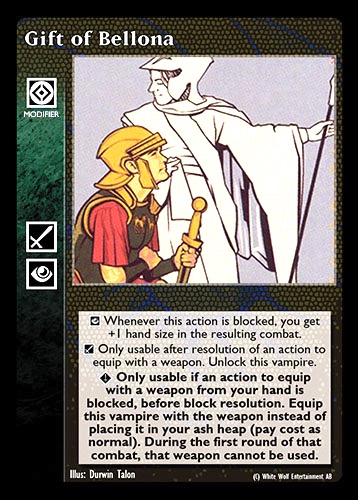 Gift of Bellona
MODIFIER
Whenever this action is blocked, you get
+1 hand size in the resulting combat.
Only usable after resolution of an action to
equip with a weapon. Unlock this vampire.
Only usable if an action to equip
with a weapon from your hand is
blocked, before block resolution. Equip
this vampire with the weapon instead of
placing it in your ash heap (pay cost as
normal). During the first round of that
combat, that weapon cannot be used.
Illus: Durwin Talon
(C) White Wolf Entertainment AB